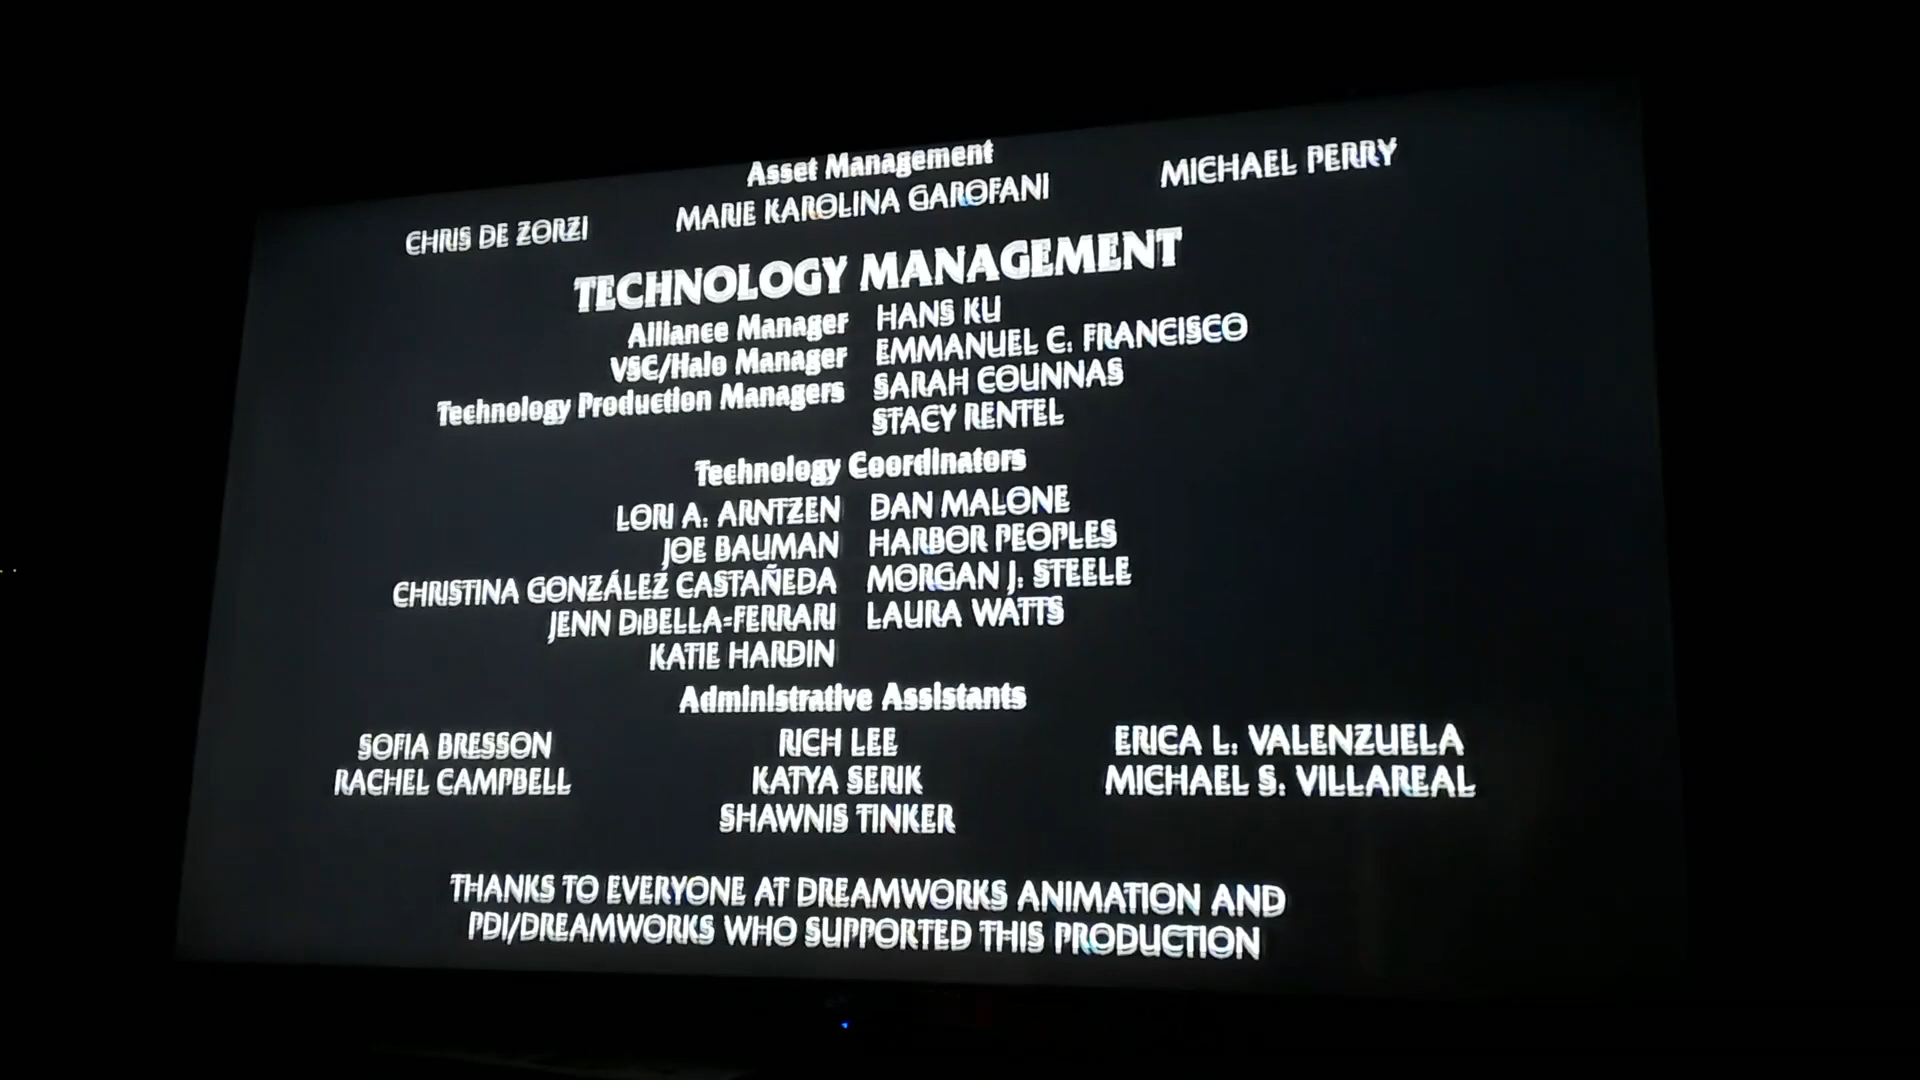 Asset Management
CHRIS DE ZORZI MARIE KAROLINA GAROFANI MICHAEL PERRY
TECHNOLOGY MANAGEMENT
Alliance Manager HANS KU
VSC/Halo Manager EMMANUEL C. FRANCISCO
Technology Production Managers SARAH COUNNAS
STACY RENTEL
Technology Coordinators
LORI A. ARNTZEN DAN MALONE
JOE BAUMAN HARBOR PEOPLES
CHRISTINA GONZÁLEZ CASTAÑEDA MORGAN J. STEELE
JENN DiBELLA-FERRARI LAURA WATTS
KATIE HARDIN
Administrative Assistants
SOFIA BRESSON RICH LEE ERICA L. VALENZUELA
RACHEL CAMPBELL KATYA SERIK MICHAEL S. VILLAREAL
SHAWNIS TINKER
THANKS TO EVERYONE AT DREAMWORKS ANIMATION AND
PDI/DREAMWORKS WHO SUPPORTED THIS PRODUCTION